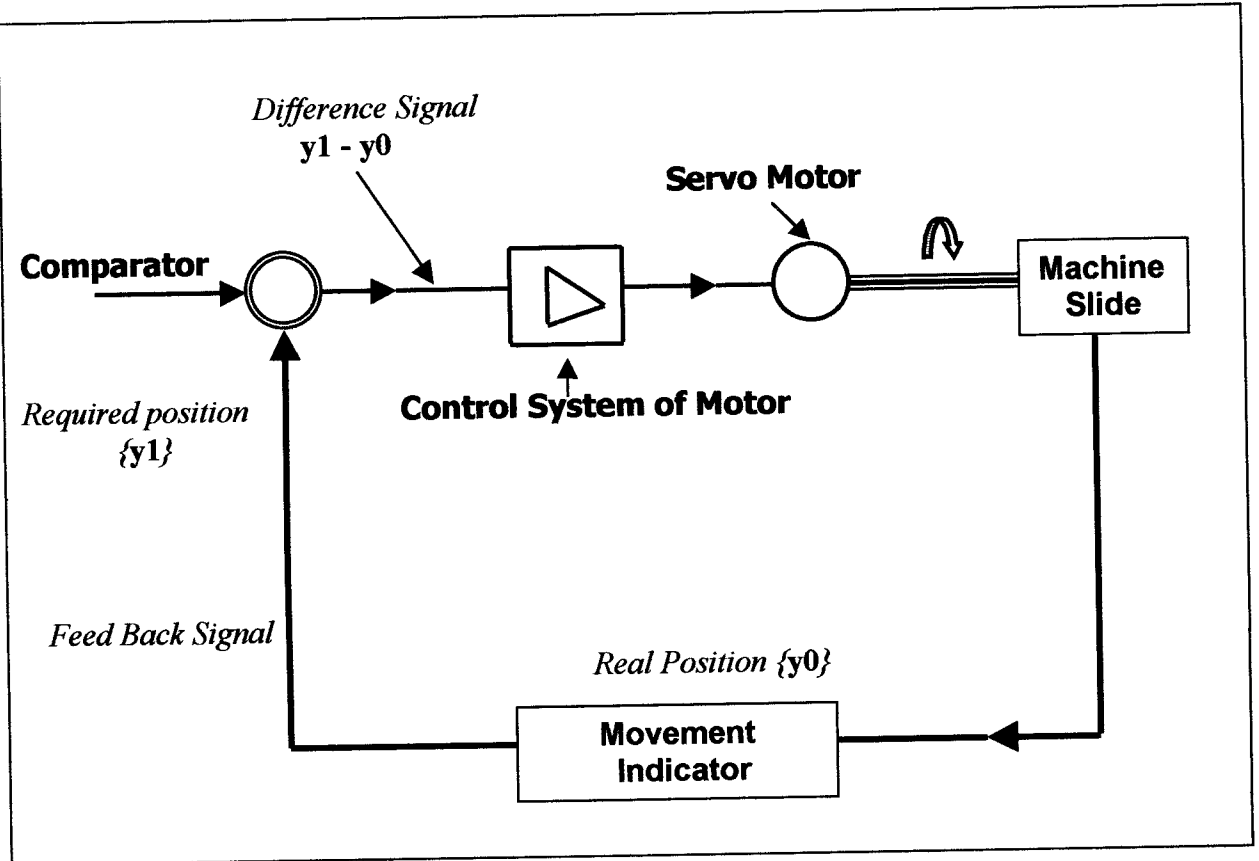 Difference Signal
y1 - y0
Servo Motor
Comparator
Machine
Slide
Control System of Motor
Required position
{y1}
Feed Back Signal
Real Position {y0}
Movement
Indicator